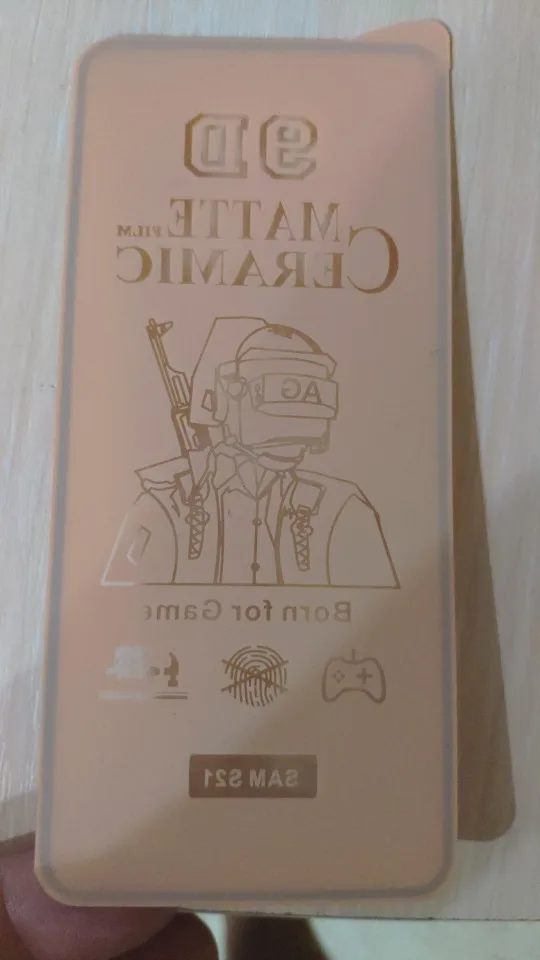 9D
MATTE FILM
CERAMIC
AG
Born for Game
SAM S21